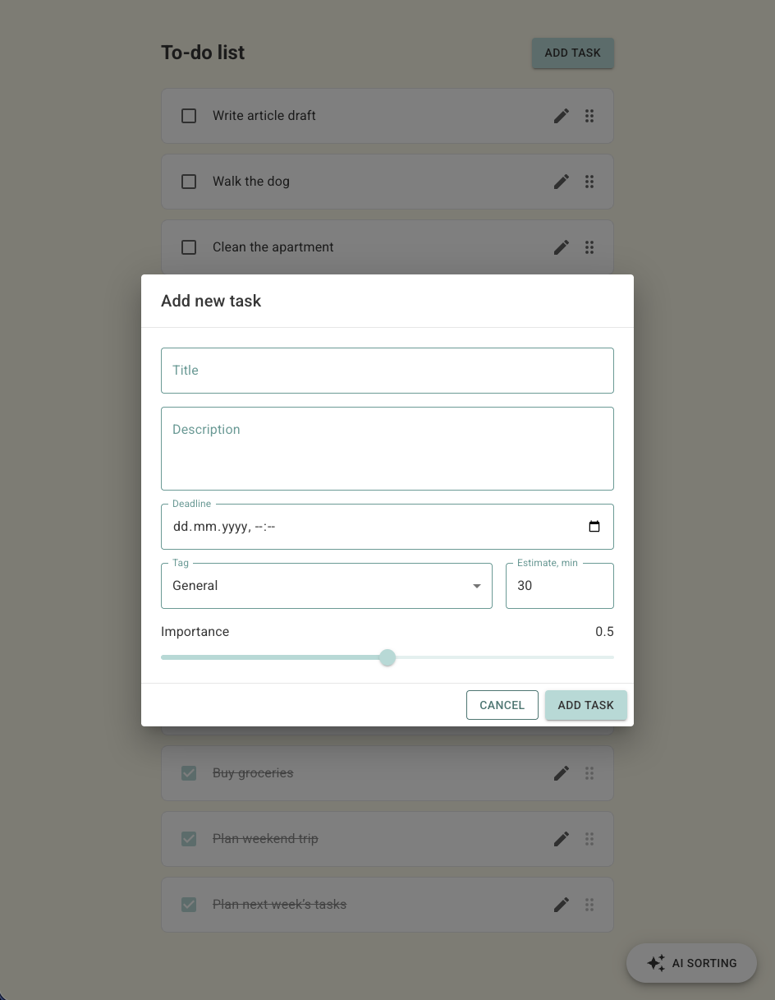 To-do list
ADD TASK
Write article draft
Walk the dog
Clean the apartment
Add new task
Title
Description
Deadline
dd.mm.yyyy, --:--
Tag
General
Estimate, min
30
Importance
0.5
CANCEL
ADD TASK
Buy groceries
Plan weekend trip
Plan next week's tasks
AI SORTING